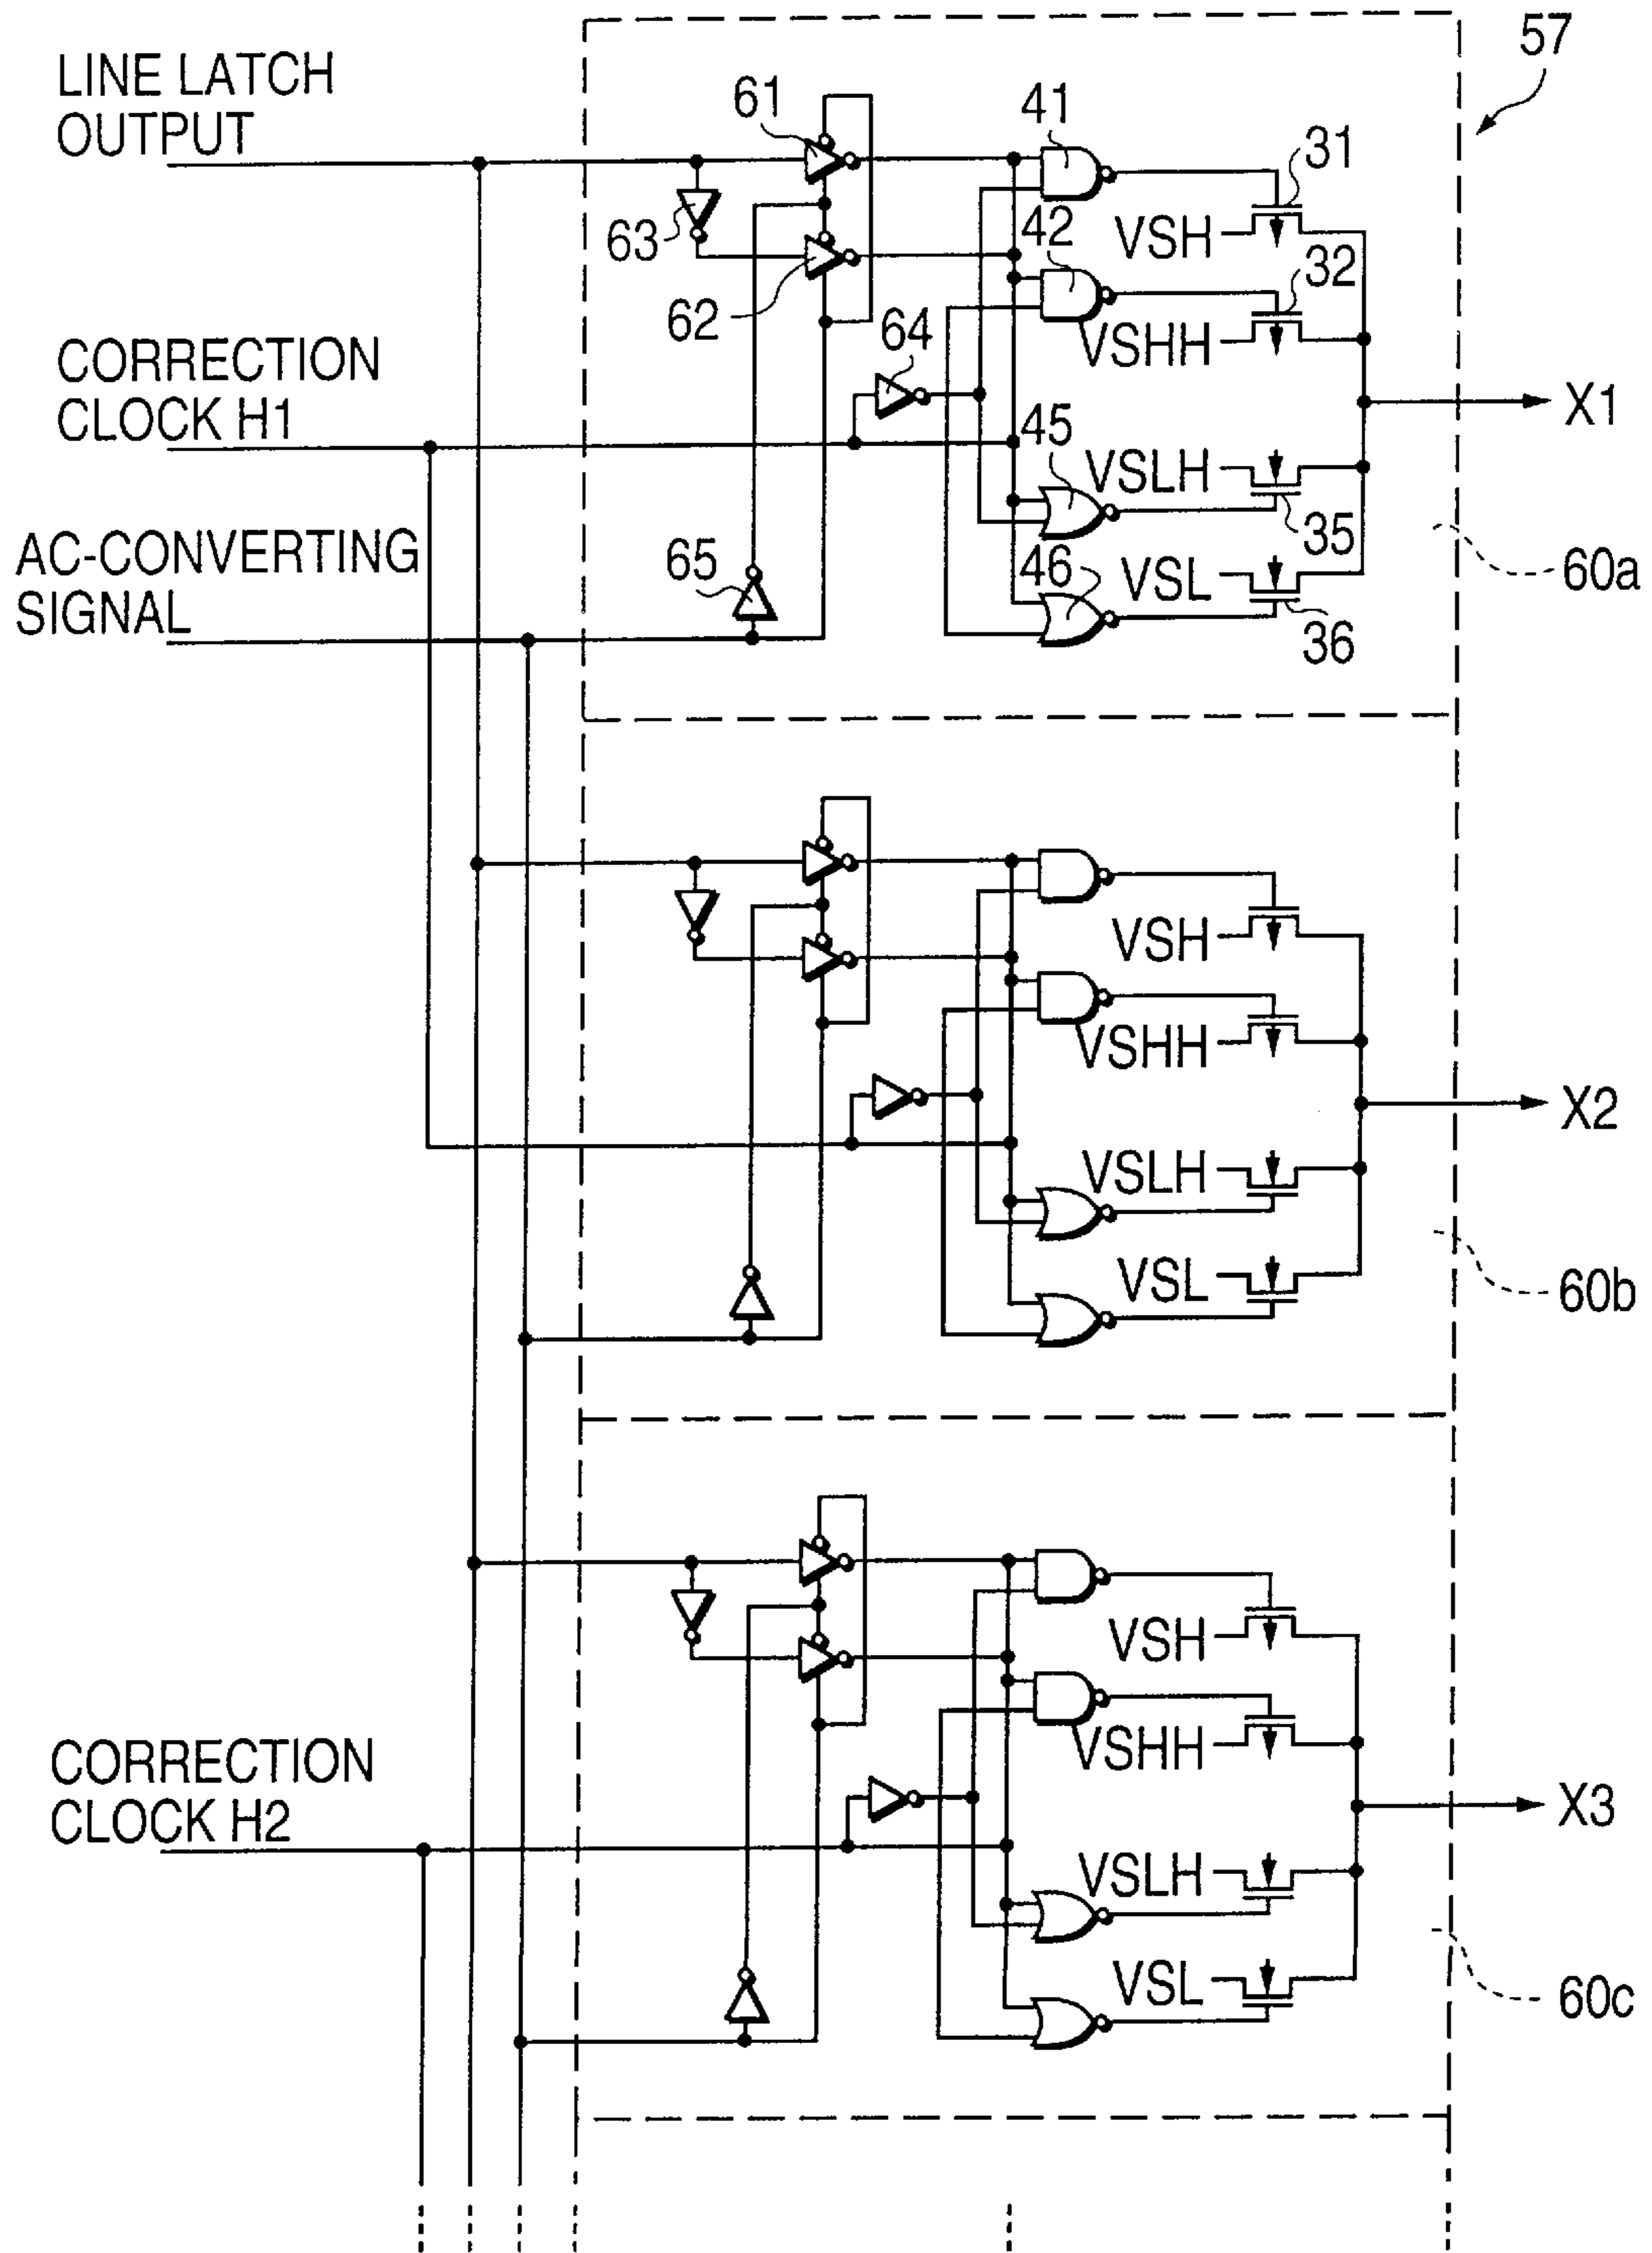 57
LINE LATCH
OUTPUT
61
41
31
63
VSH
42
62
32
64
VSHH
CORRECTION
CLOCK H1
X1
45
VSLH
35
AC-CONVERTING
SIGNAL
65
46
VSL
60a
36
VSH
VSHH
X2
VSLH
VSL
60b
VSH
CORRECTION
CLOCK H2
VSHH
X3
VSLH
VSL
60c